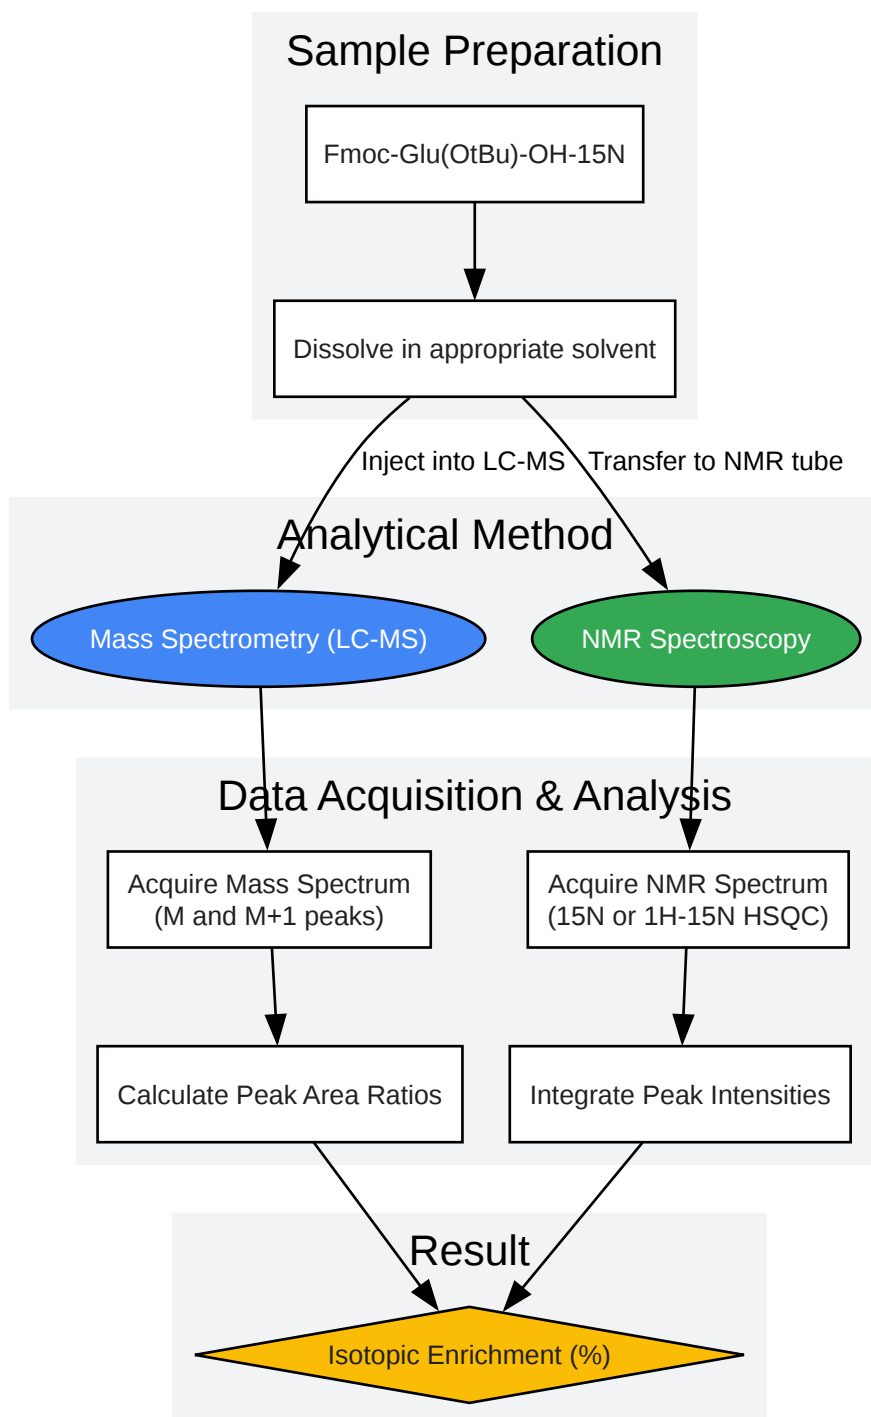 Sample Preparation
Fmoc-Glu(OtBu)-OH-15N
Dissolve in appropriate solvent
Inject into LC-MS
Transfer to NMR tube
Analytical Method
Mass Spectrometry (LC-MS)
NMR Spectroscopy
Data Acquisition & Analysis
Acquire Mass Spectrum
(M and M+1 peaks)
Acquire NMR Spectrum
(15N or 1H-15N HSQC)
Calculate Peak Area Ratios
Integrate Peak Intensities
Result
Isotopic Enrichment (%)